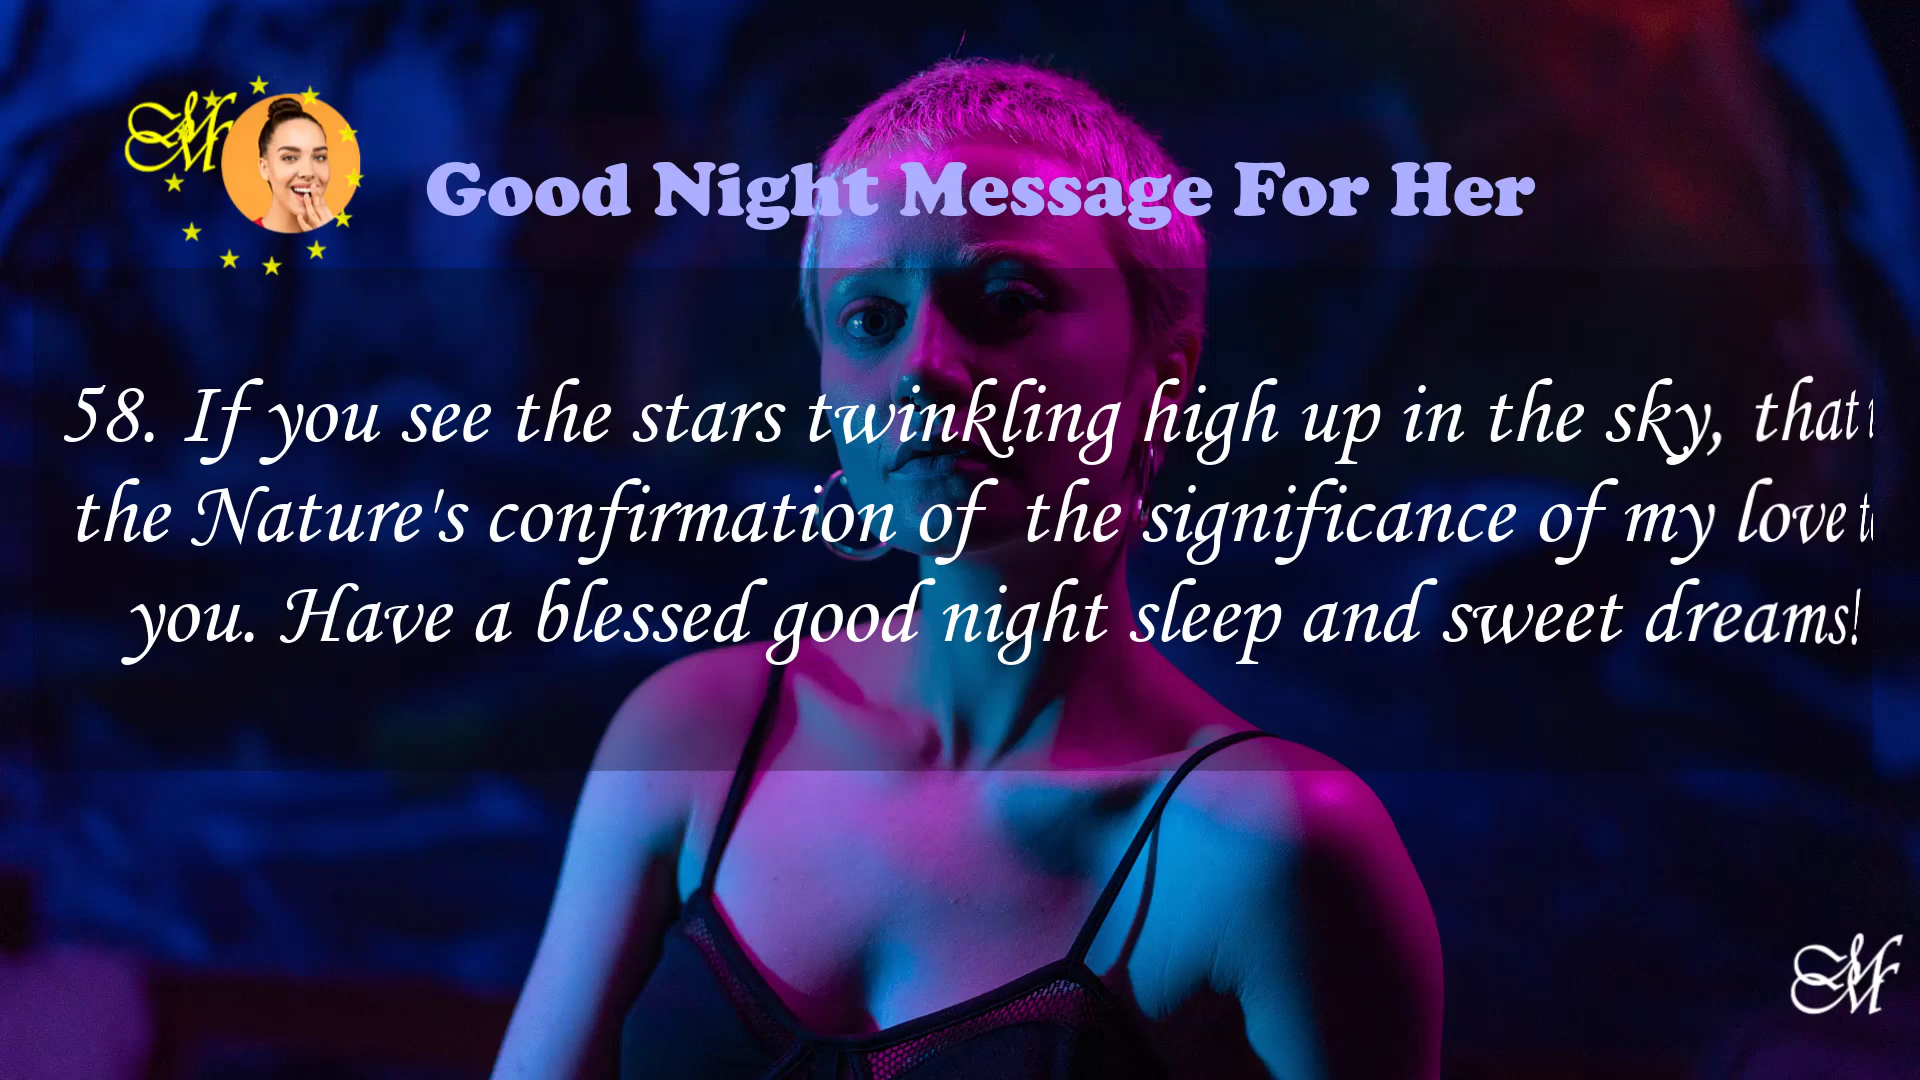 Good Night Message For Her
58. If you see the stars twinkling high up in the sky, that
the Nature's confirmation of the significance of my love
you. Have a blessed good night sleep and sweet dreams!